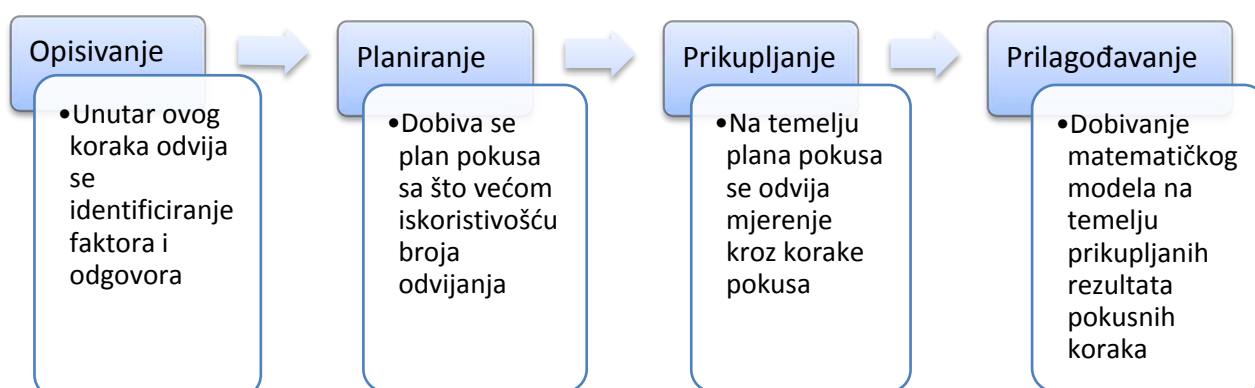 Opisivanje
•Unutar ovog
koraka odvija
se
identificiranje
faktora i
odgovora
Planiranje
•Dobiva se
plan pokusa
sa što većom
iskoristivošću
broja
odvijanja
Prikupljanje
•Na temelju
plana pokusa
se odvija
mjerenje
kroz korake
pokusa
Prilagođavanje
•Dobivanje
matematičkog
modela na
temelju
prikupljanih
rezultata
pokusnih
koraka